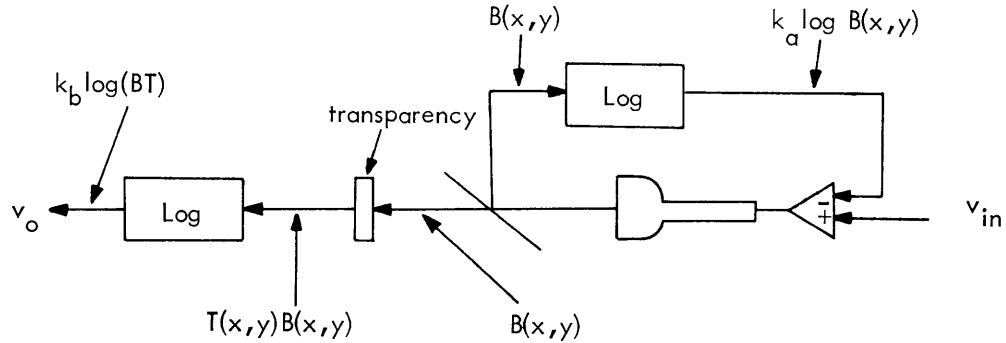 B(x,y)
k_a log B(x,y)
k_b log(BT)
Log
transparency
Log
v_o
-
+
v_in
T(x,y)B(x,y)
B(x,y)